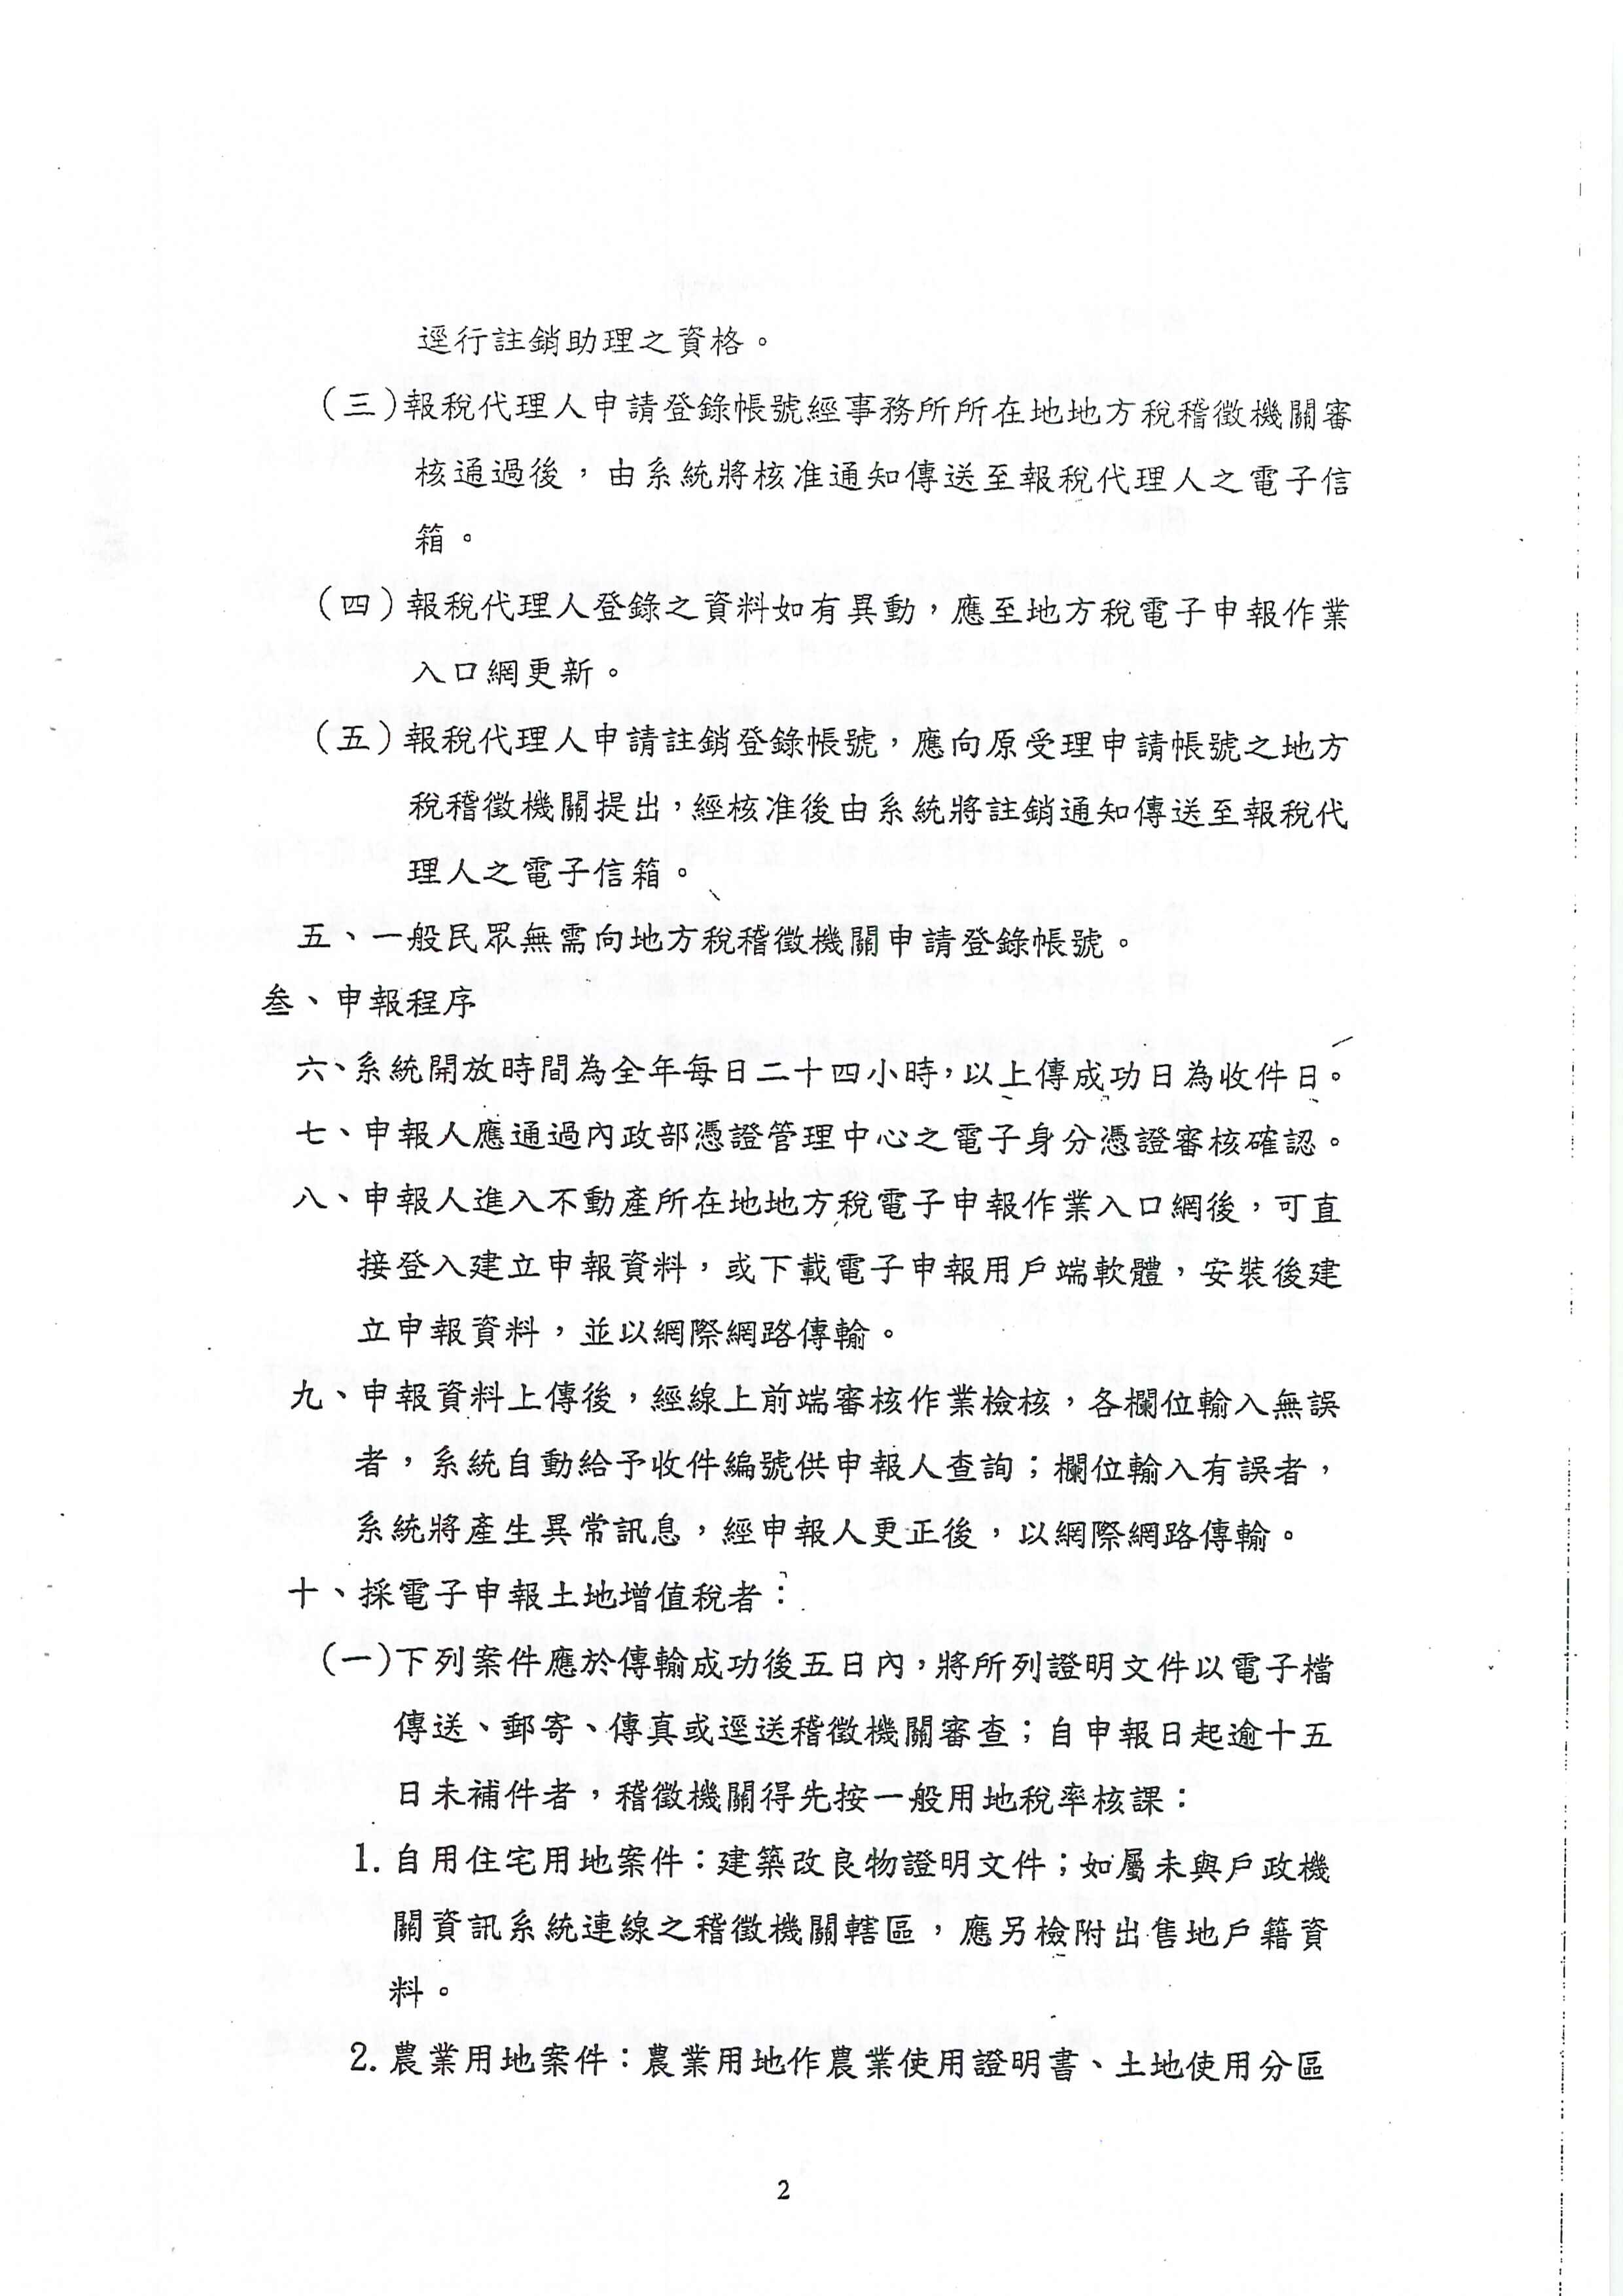 逕行註銷助理之資格。
(三)報稅代理人申請登錄帳號經事務所所在地地方稅稽徵機關審
核通過後，由系統將核准通知傳送至報稅代理人之電子信
箱。
(四)報稅代理人登錄之資料如有異動，應至地方稅電子申報作業
入口網更新。
(五)報稅代理人申請註銷登錄帳號，應向原受理申請帳號之地方
稅稽徵機關提出，經核准後由系統將註銷通知傳送至報稅代
理人之電子信箱。
五、一般民眾無需向地方稅稽徵機關申請登錄帳號。
叁、申報程序
六、系統開放時間為全年每日二十四小時，以上傳成功日為收件日。
七、申報人應通過內政部憑證管理中心之電子身分憑證審核確認。
八、申報人進入不動產所在地地方稅電子申報作業入口網後，可直
接登入建立申報資料，或下載電子申報用戶端軟體，安裝後建
立申報資料，並以網際網路傳輸。
九、申報資料上傳後，經線上前端審核作業檢核，各欄位輸入無誤
者，系統自動給予收件編號供申報人查詢；欄位輸入有誤者，
系統將產生異常訊息，經申報人更正後，以網際網路傳輸。
十、採電子申報土地增值稅者：
(一)下列案件應於傳輸成功後五日內，將所列證明文件以電子檔
傳送、郵寄、傳真或逕送稽徵機關審查；自申報日起逾十五
日未補件者，稽徵機關得先按一般用地稅率核課：
1. 自用住宅用地案件：建築改良物證明文件；如屬未與戶政機
關資訊系統連線之稽徵機關轄區，應另檢附出售地戶籍資
料。
2. 農業用地案件：農業用地作農業使用證明書、土地使用分區
2